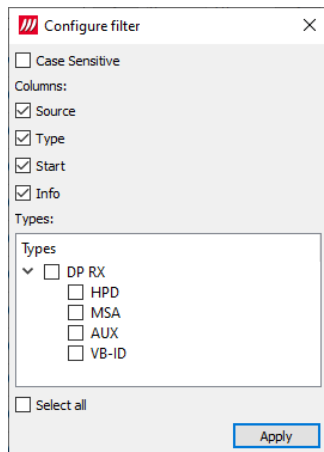 Configure filter
Case Sensitive
Columns:
Source
Type
Start
Info
Types:
Types
DP RX
HPD
MSA
AUX
VB-ID
Select all
Apply